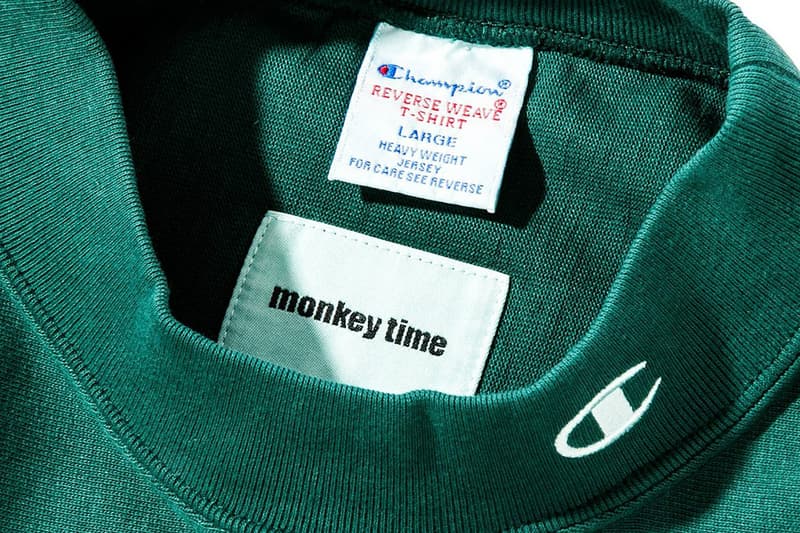 Champion®
REVERSE WEAVE®
T-SHIRT
LARGE
HEAVY WEIGHT
JERSEY
FOR CARE SEE REVERSE
monkey time
C